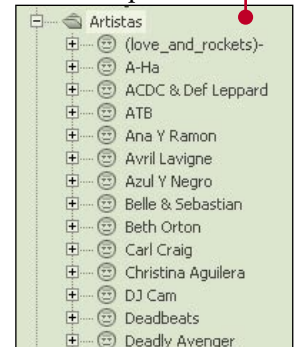 Artistas
(love_and_rockets)-
A-Ha
ACDC & Def Leppard
ATB
Ana Y Ramon
Avril Lavigne
Azul Y Negro
Belle & Sebastian
Beth Orton
Carl Craig
Christina Aguilera
DJ Cam
Deadbeats
Deadly Avenger